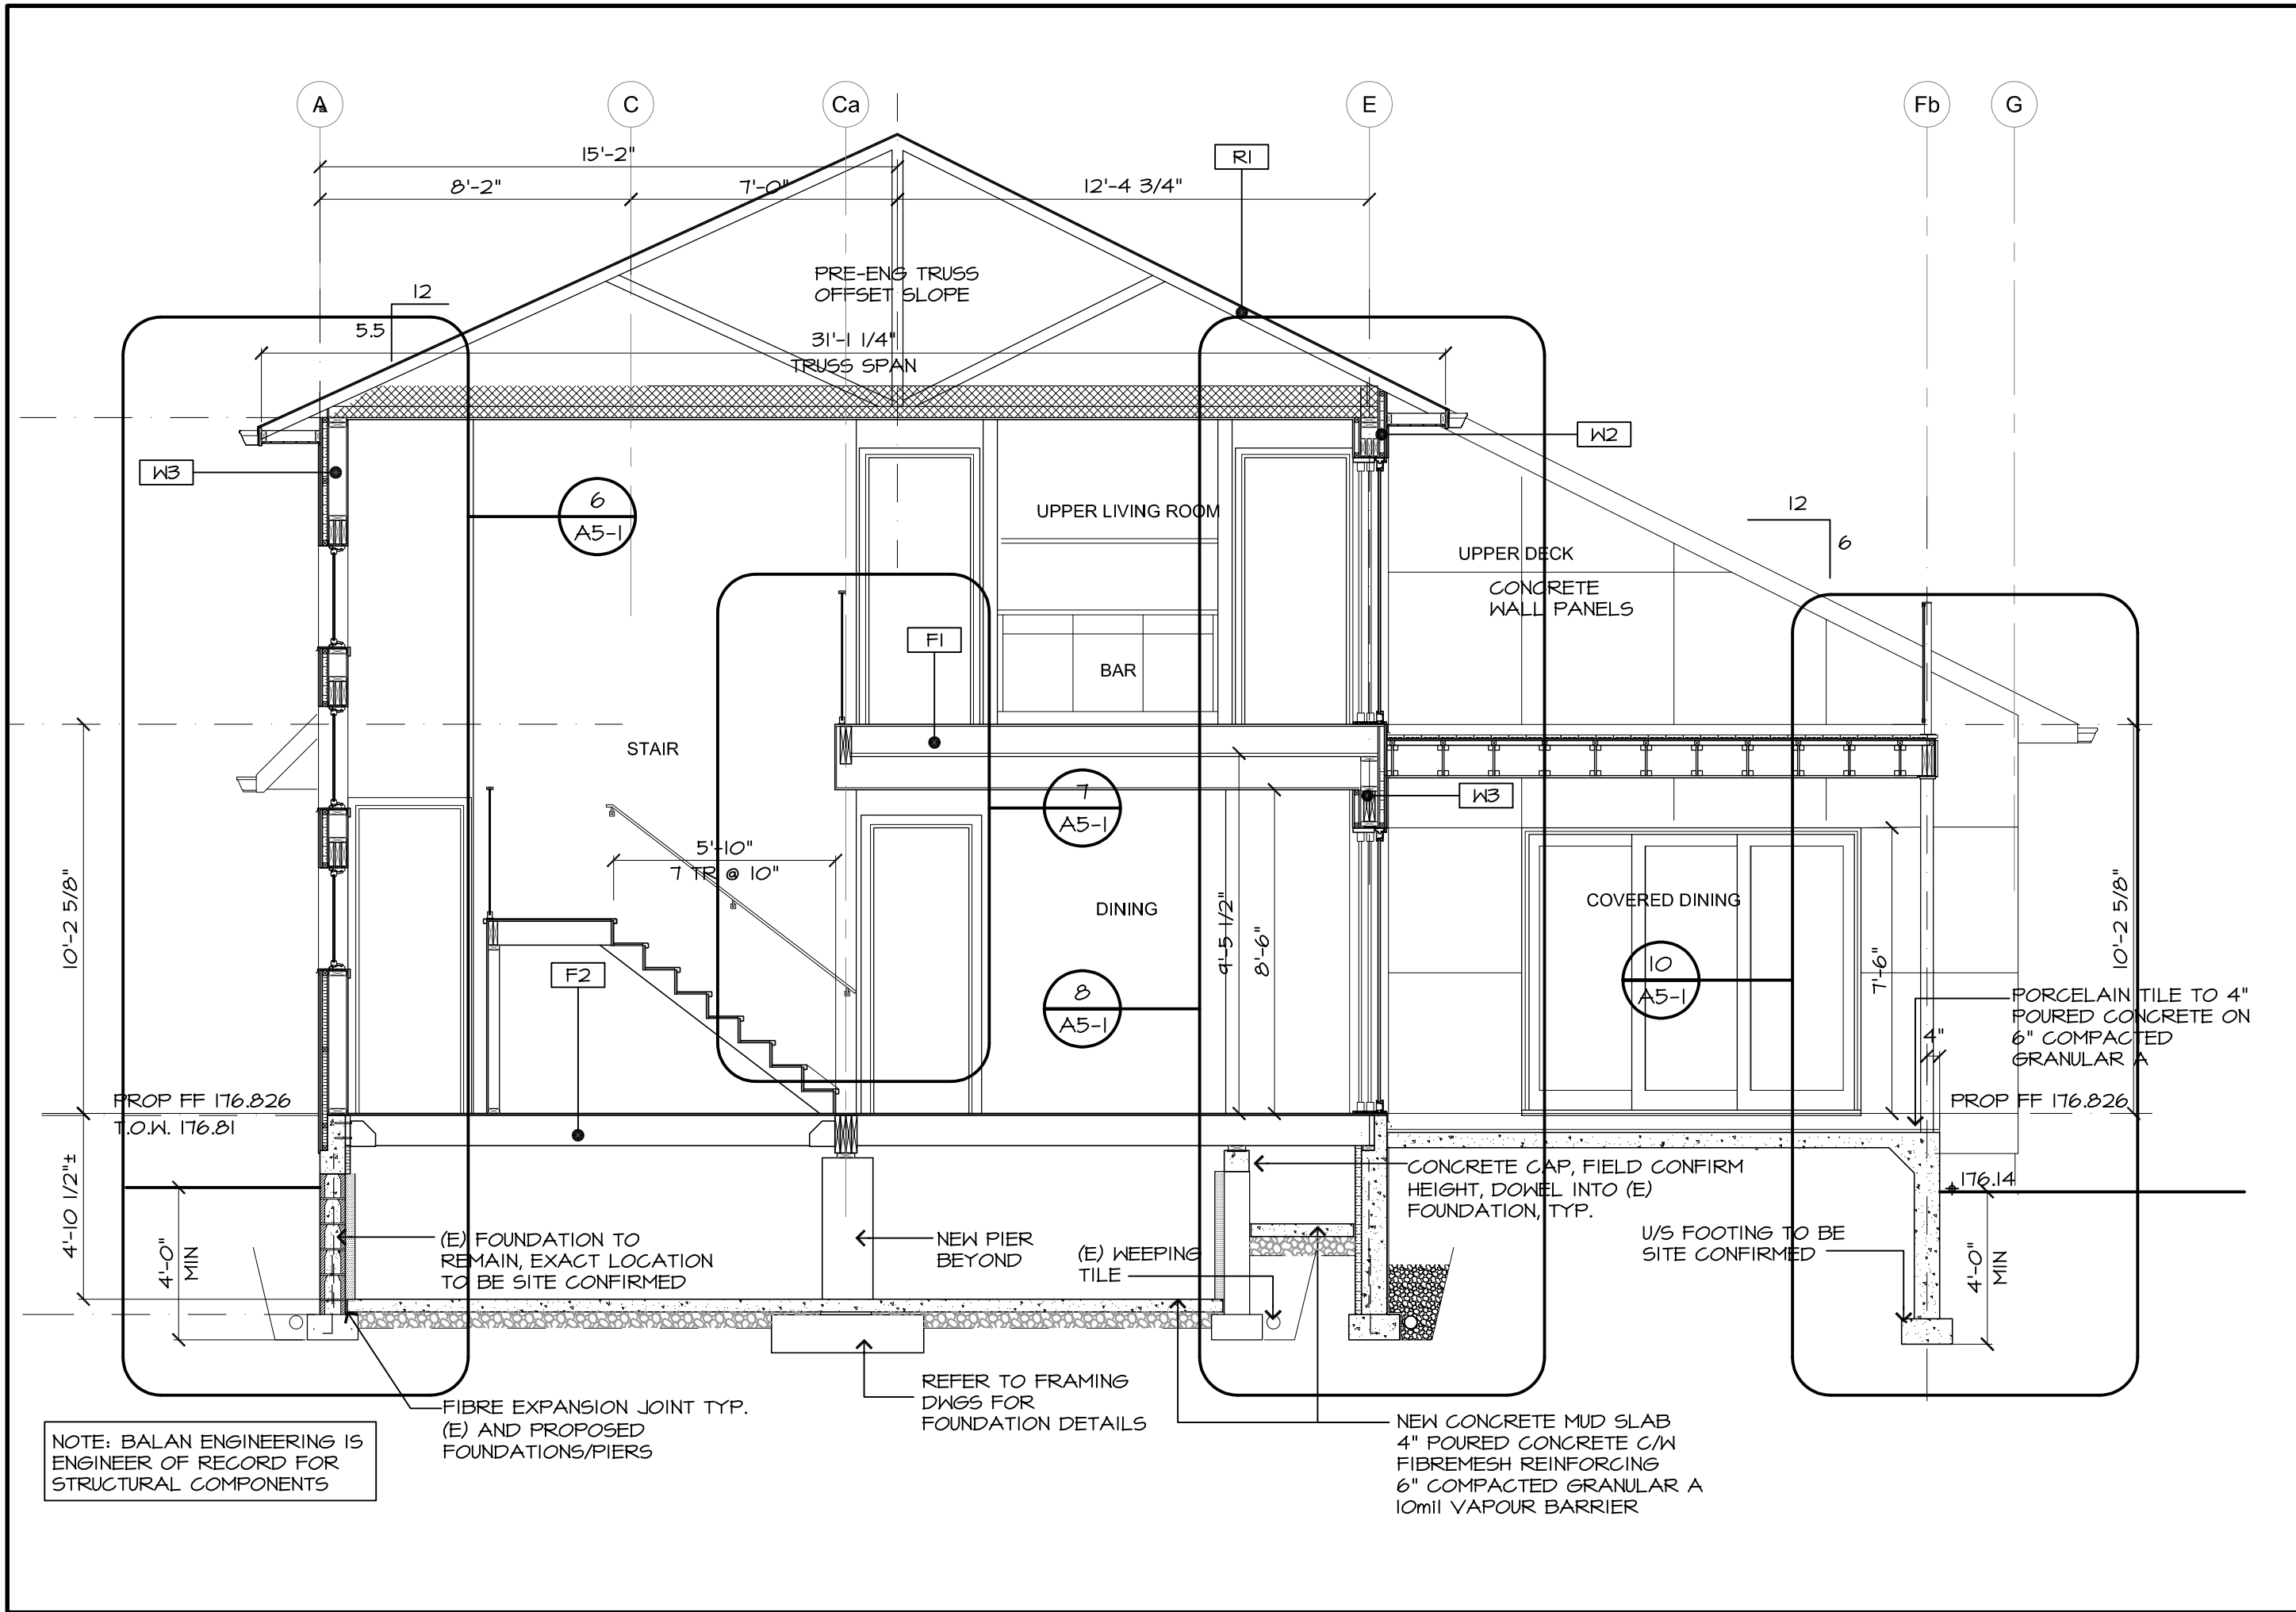 A
C
Ca
E
Fb
G
15'-2"
8'-2"
7'-0"
12'-4 3/4"
R1
PRE-ENG TRUSS
OFFSET SLOPE
12
5.5
31'-1 1/4"
TRUSS SPAN
W3
W2
6
A5-1
UPPER LIVING ROOM
12
6
UPPER DECK
CONCRETE
WALL PANELS
F1
BAR
STAIR
7
A5-1
W3
5'-10"
7 TR @ 10"
10'-2 5/8"
DINING
9'-5 1/2"
8'-6"
COVERED DINING
7'-6"
10'-2 5/8"
F2
8
A5-1
10
A5-1
PORCELAIN TILE TO 4"
POURED CONCRETE ON
6" COMPACTED
GRANULAR A
4"
PROP FF 176.826
T.O.W. 176.81
PROP FF 176.826
4'-10 1/2"±
4'-0"
MIN
CONCRETE CAP, FIELD CONFIRM
HEIGHT, DOWEL INTO (E)
FOUNDATION, TYP.
176.14
(E) FOUNDATION TO
REMAIN, EXACT LOCATION
TO BE SITE CONFIRMED
NEW PIER
BEYOND
(E) WEEPING
TILE
U/S FOOTING TO BE
SITE CONFIRMED
4'-0"
MIN
FIBRE EXPANSION JOINT TYP.
(E) AND PROPOSED
FOUNDATIONS/PIERS
REFER TO FRAMING
DWGS FOR
FOUNDATION DETAILS
NEW CONCRETE MUD SLAB
4" POURED CONCRETE C/W
FIBREMESH REINFORCING
6" COMPACTED GRANULAR A
10mil VAPOUR BARRIER
NOTE: BALAN ENGINEERING IS
ENGINEER OF RECORD FOR
STRUCTURAL COMPONENTS